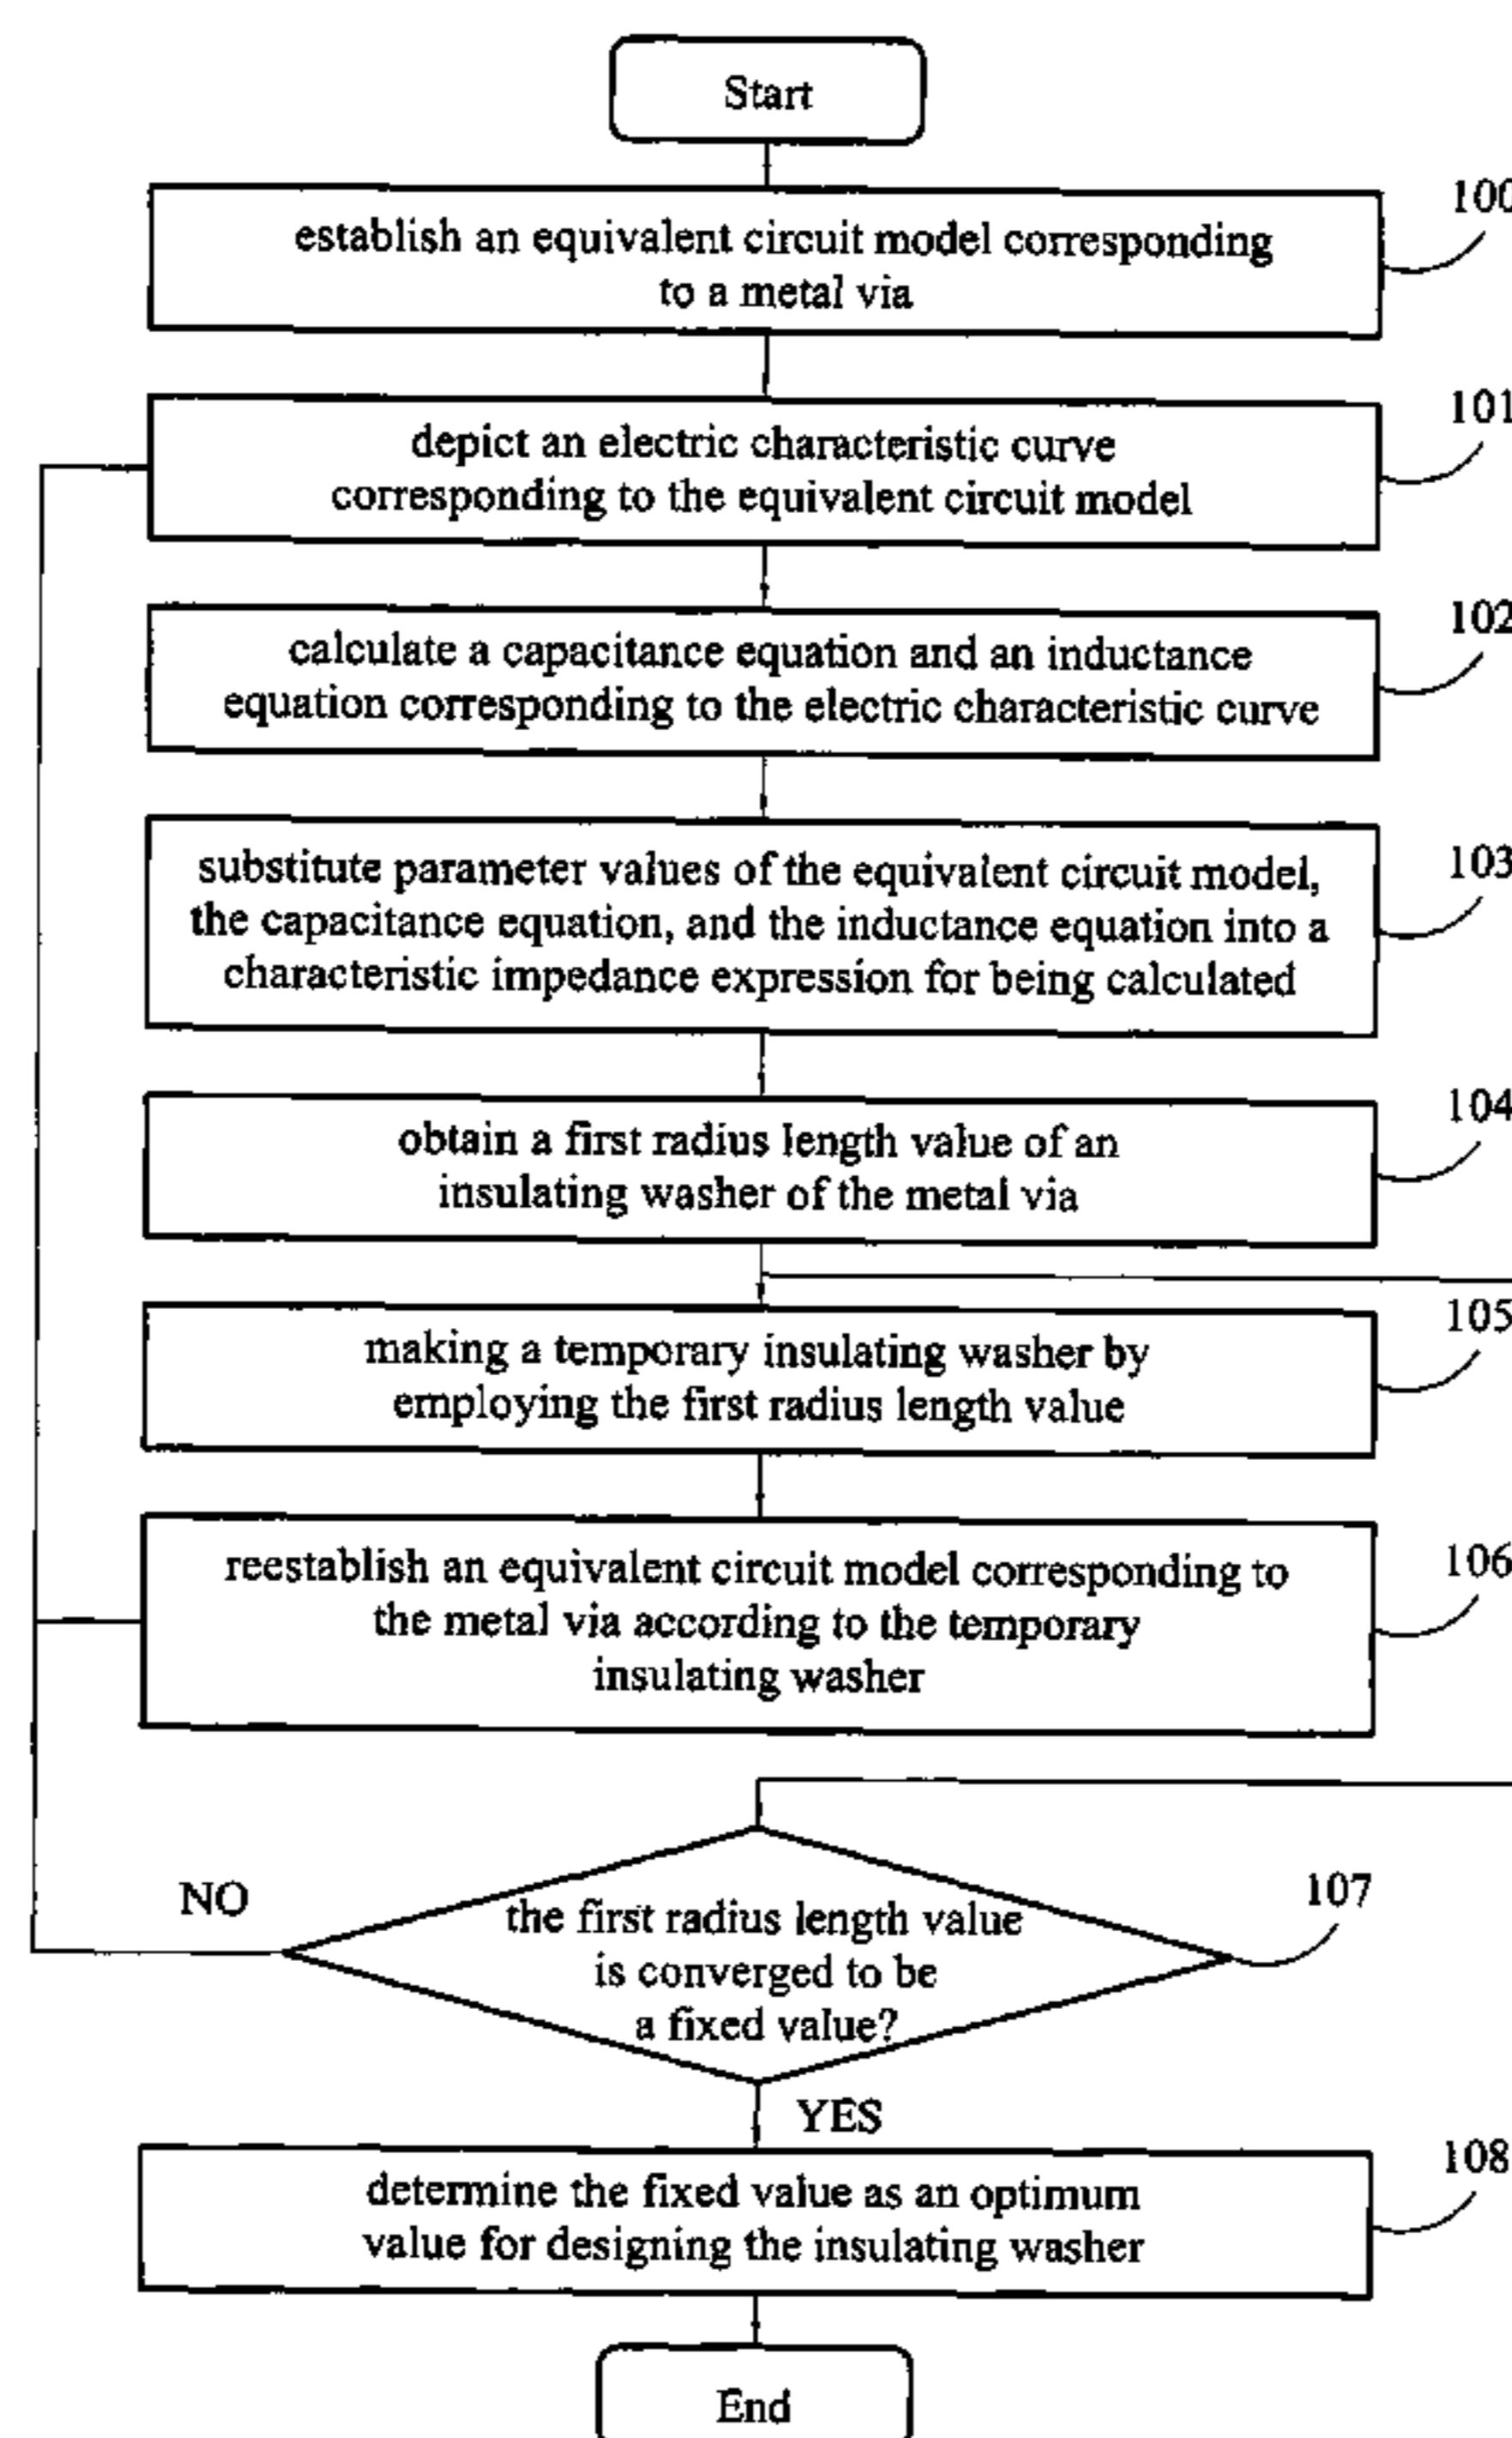 Start
100
establish an equivalent circuit model corresponding
to a metal via
101
depict an electric characteristic curve
corresponding to the equivalent circuit model
102
calculate a capacitance equation and an inductance
equation corresponding to the electric characteristic curve
103
substitute parameter values of the equivalent circuit model,
the capacitance equation, and the inductance equation into a
characteristic impedance expression for being calculated
104
obtain a first radius length value of an
insulating washer of the metal via
105
making a temporary insulating washer by
employing the first radius length value
106
reestablish an equivalent circuit model corresponding to
the metal via according to the temporary
insulating washer
107
NO
the first radius length value
is converged to be
a fixed value?
YES
108
determine the fixed value as an optimum
value for designing the insulating washer
End